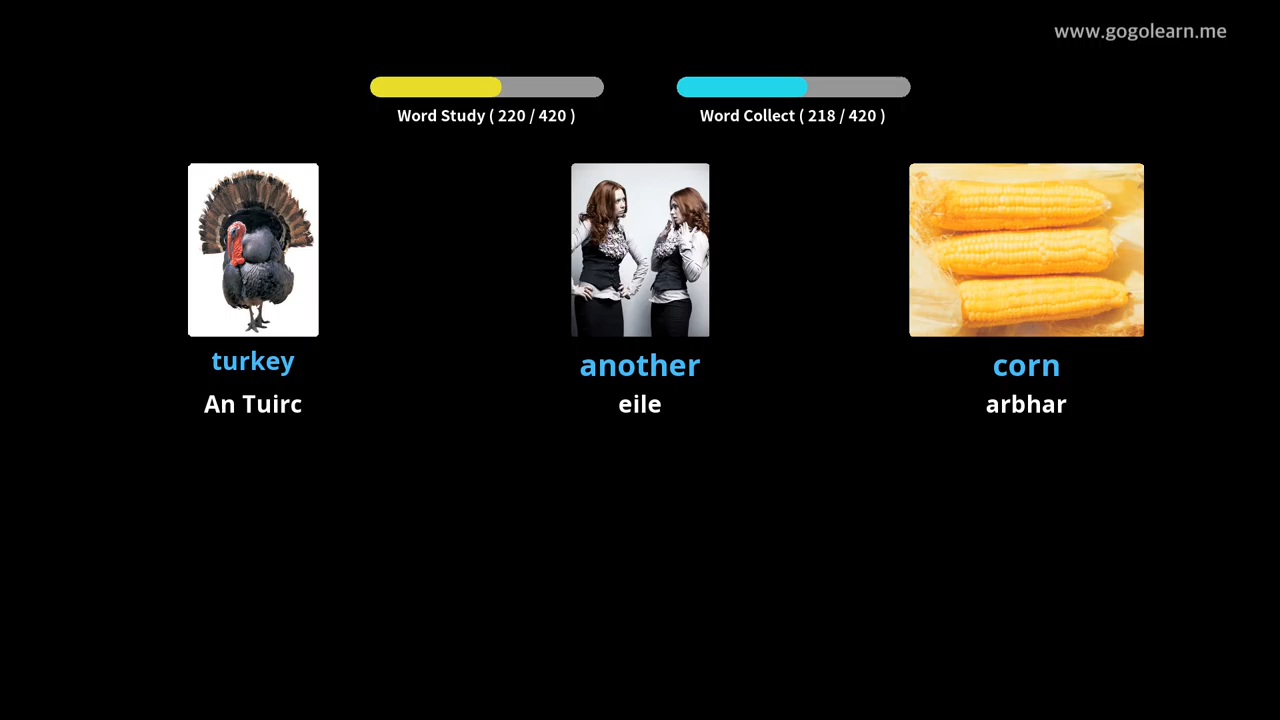 www.gogolearn.me
Word Study ( 220 / 420 )
Word Collect ( 218 / 420 )
turkey
another
corn
An Tuirc
eile
arbhar